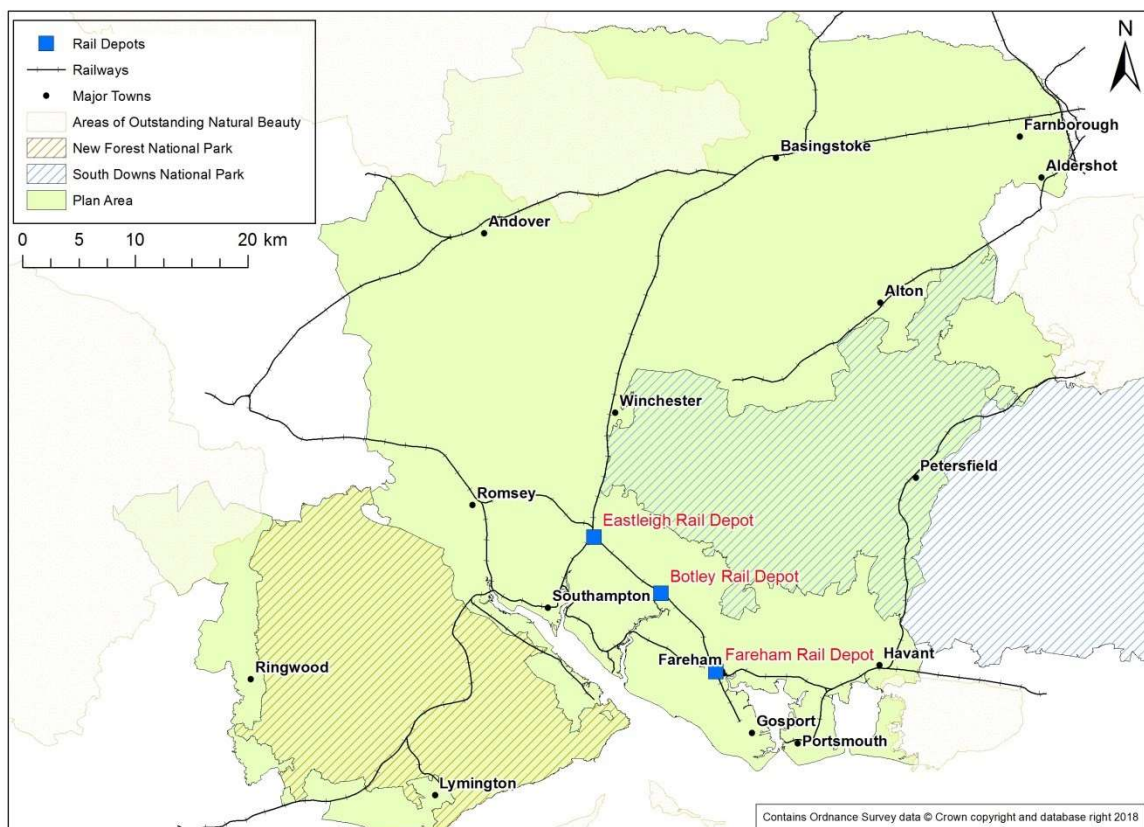 Rail Depots
Railways
Major Towns
Areas of Outstanding Natural Beauty
New Forest National Park
South Downs National Park
Plan Area
0 5 10 20 km
N
Farnborough
Basingstoke
Aldershot
Andover
Alton
Winchester
Petersfield
Romsey
Eastleigh Rail Depot
Botley Rail Depot
Southampton
Fareham Rail Depot
Fareham
Havant
Ringwood
Gosport
Portsmouth
Lymington
Contains Ordnance Survey data © Crown copyright and database right 2018